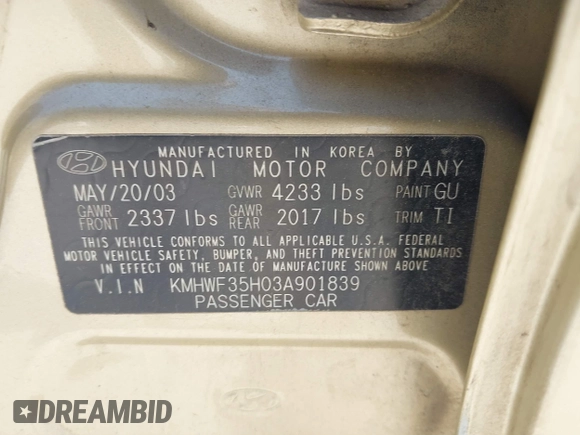 MANUFACTURED IN KOREA BY
HYUNDAI MOTOR COMPANY
MAY/20/03 GVWR 4233 lbs PAINT GU
GAWR FRONT 2337 lbs GAWR REAR 2017 lbs TRIM TI
THIS VEHICLE CONFORMS TO ALL APPLICABLE U.S.A. FEDERAL
MOTOR VEHICLE SAFETY, BUMPER, AND THEFT PREVENTION STANDARDS
IN EFFECT ON THE DATE OF MANUFACTURE SHOWN ABOVE
V.I.N KMHWF35H03A901839
PASSENGER CAR
DREAMBID